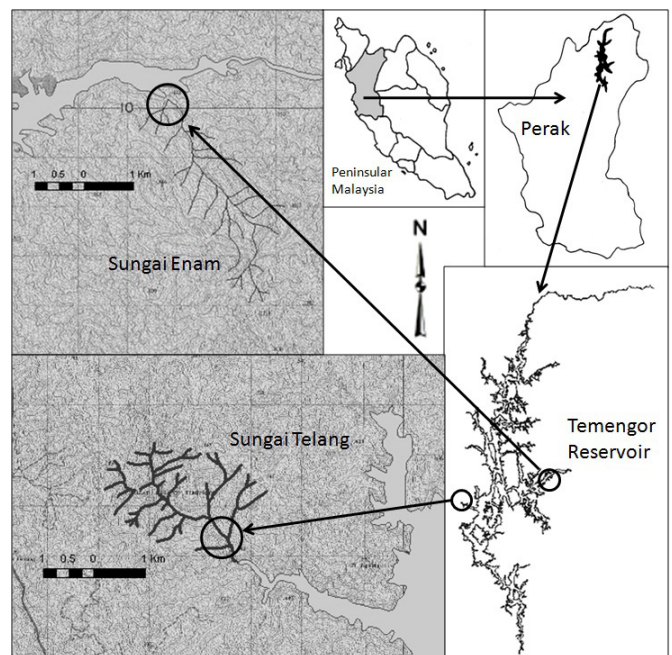 10
1 0.5 0 1 Km
Sungai Enam
Peninsular
Malaysia
Perak
N
Sungai Telang
1 0.5 0 1 Km
Temengor
Reservoir